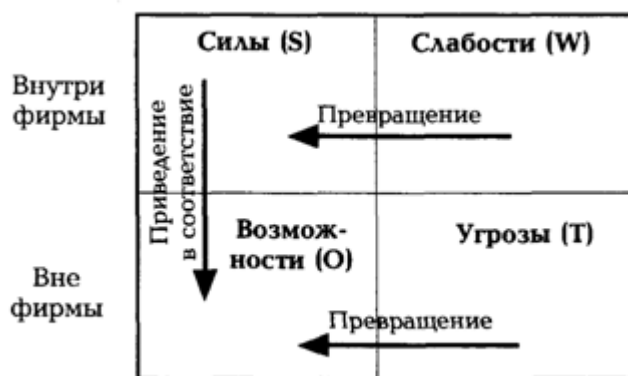 Силы (S)
Слабости (W)
Внутри
фирмы
Превращение
Приведение
в соответствие
Возмож-
ности (O)
Угрозы (T)
Вне
фирмы
Превращение